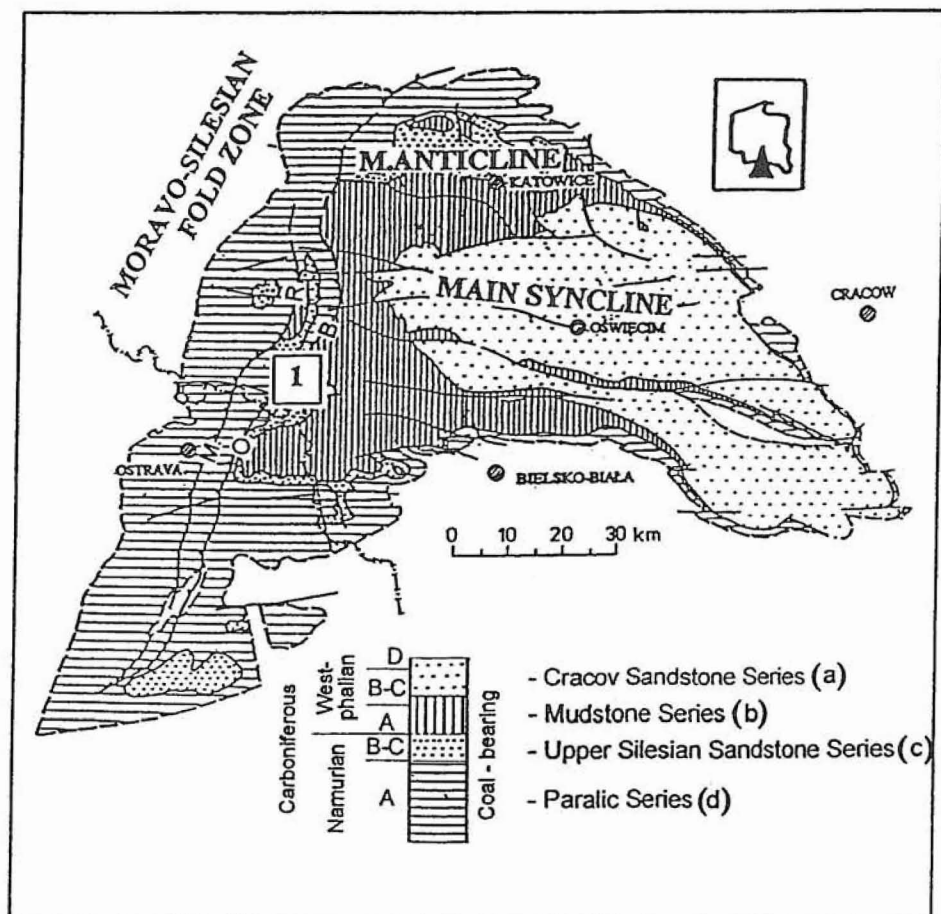 MORAVO-SILESIAN
FOLD ZONE
M.ANTICLINE
KATOWICE
MAIN SYNCLINE
OŚWIĘCIM
CRACOW
R
B
1
M
O
OSTRAVA
BIELSKO-BIAŁA
0 10 20 30 km
Carboniferous
West-
phalian
Namurian
D
B-C
A
B-C
A
Coal - bearing
- Cracov Sandstone Series (a)
- Mudstone Series (b)
- Upper Silesian Sandstone Series (c)
- Paralic Series (d)